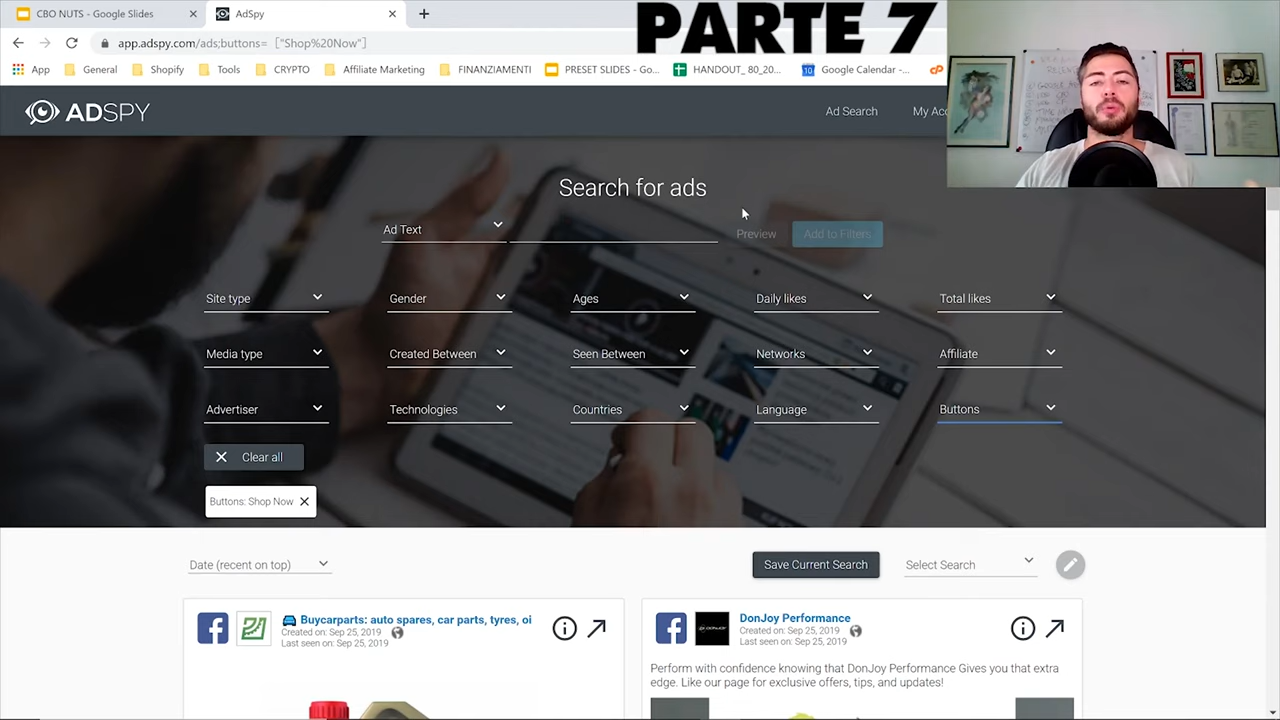 CBO NUTS - Google Slides
AdSpy
PARTE 7
app.adspy.com/ads;buttons= ["Shop%20Now"]
App
Shopify
Tools
CRYPTO
Affiliate Marketing
FINANZIAMENTI
PRESET SLIDES - Go...
HANDOUT_ 80_20...
Google Calendar -...
ADSPY
Ad Search
Search for ads
Ad Text
Preview
Add to Filters
Site type
Gender
Ages
Daily likes
Total likes
Media type
Created Between
Seen Between
Networks
Affiliate
Advertiser
Technologies
Countries
Language
Buttons
Clear all
Buttons: Shop Now
Date (recent on top)
Save Current Search
Select Search
Buycarparts: auto spares, car parts, tyres, oi
Created on: Sep 25, 2019
Last seen on: Sep 25, 2019
DonJoy Performance
Created on: Sep 25, 2019
Last seen on: Sep 25, 2019
Perform with confidence knowing that DonJoy Performance Gives you that extra
edge. Like our page for exclusive offers, tips, and updates!